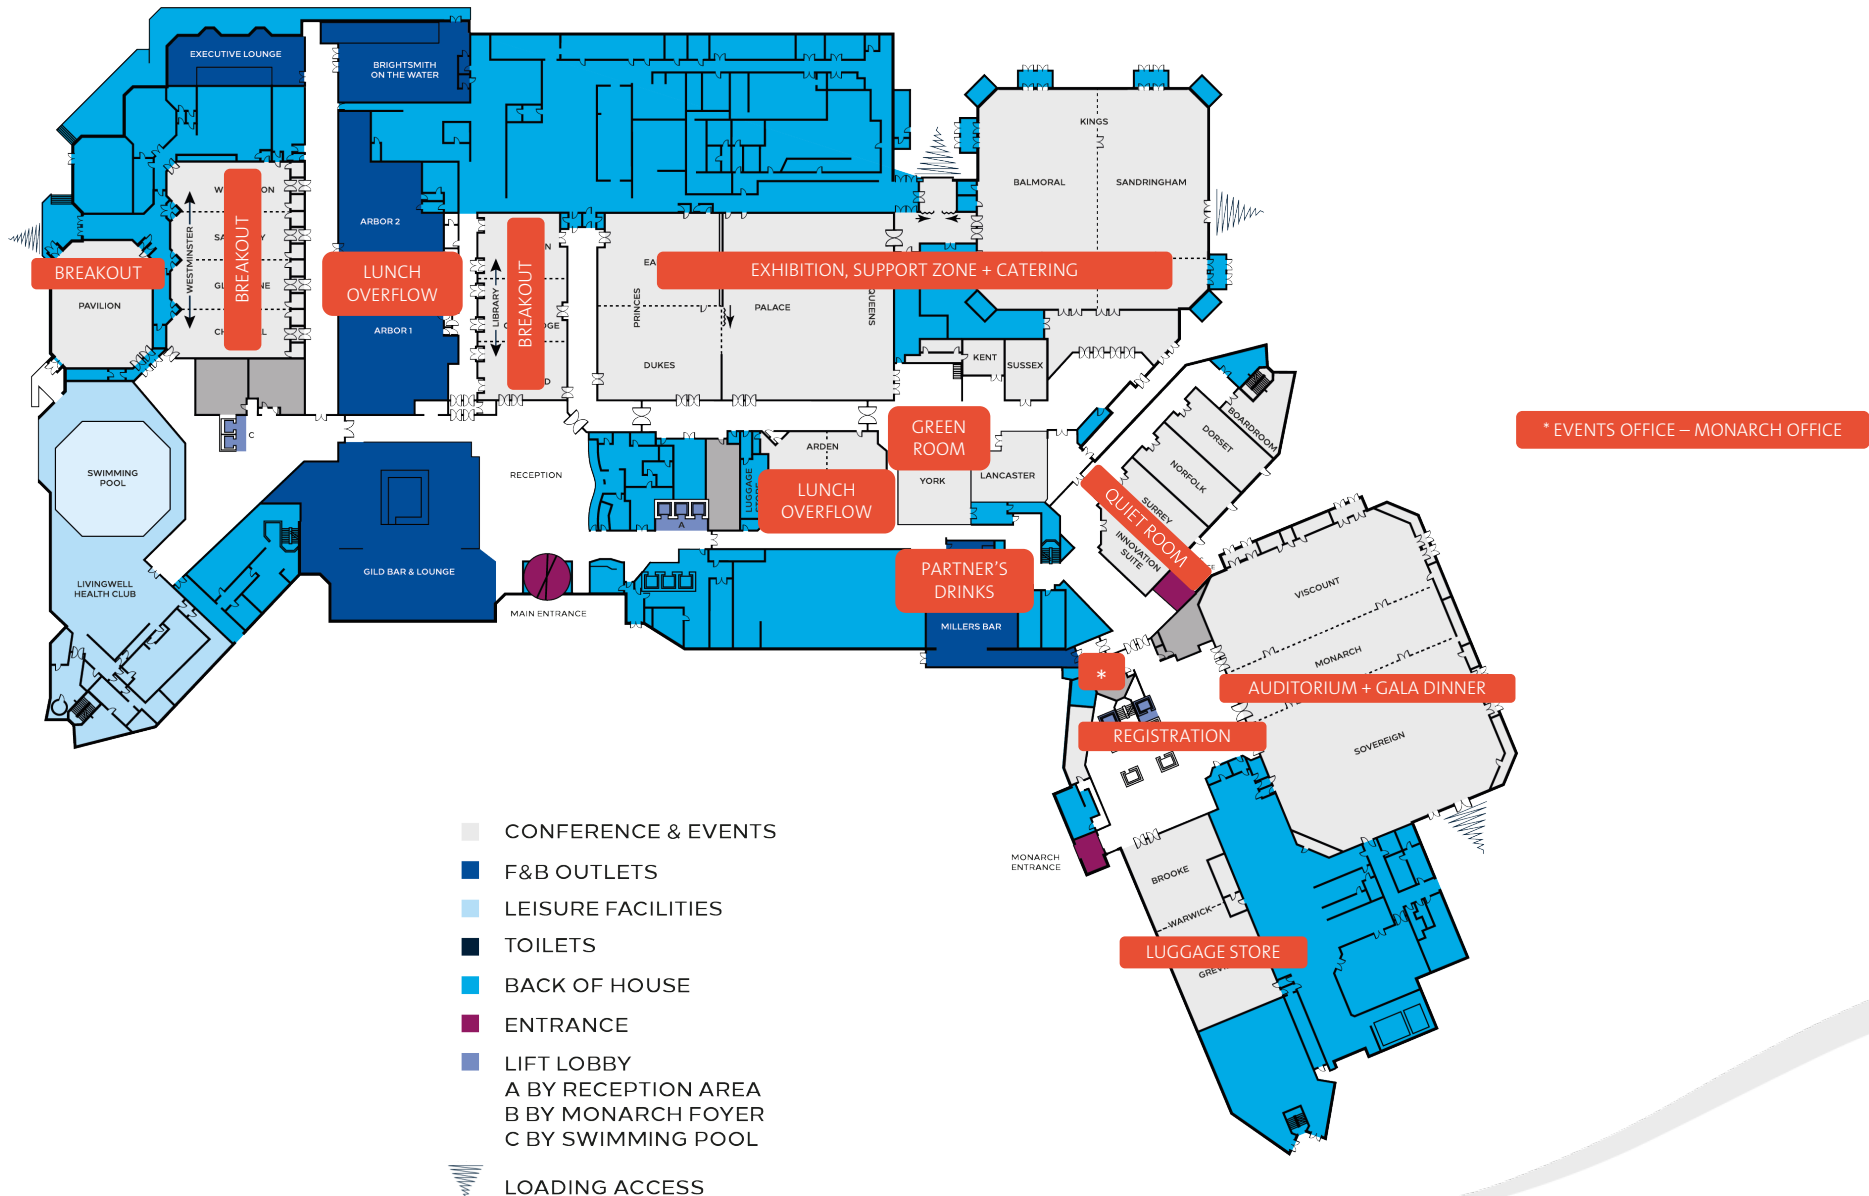 EXECUTIVE LOUNGE
BRIGHTSMITH
ON THE WATER
KINGS
BALMORAL
SANDRINGHAM
ARBOR 2
WESTMINSTER
BREAKOUT
BREAKOUT
PAVILION
LUNCH
OVERFLOW
ARBOR 1
LIBRARY
BREAKOUT
EXHIBITION, SUPPORT ZONE + CATERING
PRINCES
PALACE
QUEENS
DUKES
KENT
SUSSEX
BOARDROOM
DORSET
NORFOLK
SURREY
INNOVATION
SUITE
QUIET ROOM
* EVENTS OFFICE – MONARCH OFFICE
GREEN
ROOM
C
ARDEN
RECEPTION
LUGGAGE
LUNCH
OVERFLOW
YORK
LANCASTER
SWIMMING
POOL
A
LIVINGWELL
HEALTH CLUB
GILD BAR & LOUNGE
MAIN ENTRANCE
PARTNER'S
DRINKS
MILLERS BAR
VISCOUNT
MONARCH
*
AUDITORIUM + GALA DINNER
REGISTRATION
SOVEREIGN
MONARCH
ENTRANCE
BROOKE
WARWICK
LUGGAGE STORE
CONFERENCE & EVENTS
F&B OUTLETS
LEISURE FACILITIES
TOILETS
BACK OF HOUSE
ENTRANCE
LIFT LOBBY
A BY RECEPTION AREA
B BY MONARCH FOYER
C BY SWIMMING POOL
LOADING ACCESS